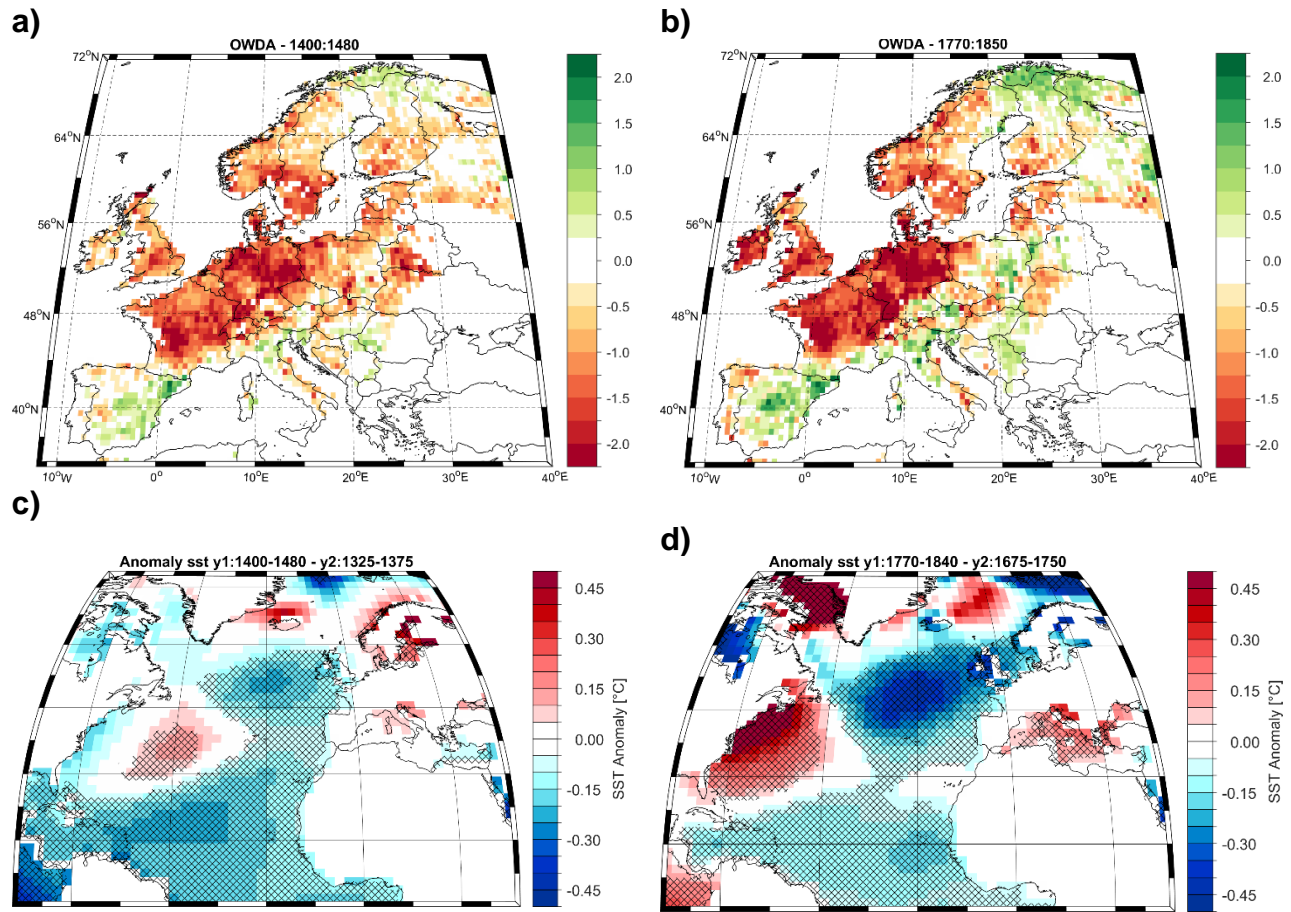 a)
OWDA - 1400:1480
72°N
64°N
56°N
48°N
40°N
10°W
0°
10°E
20°E
30°E
40°E
2.0
1.5
1.0
0.5
0.0
-0.5
-1.0
-1.5
-2.0
b)
OWDA - 1770:1850
72°N
64°N
56°N
48°N
40°N
10°W
0°
10°E
20°E
30°E
40°E
2.0
1.5
1.0
0.5
0.0
-0.5
-1.0
-1.5
-2.0
c)
Anomaly sst y1:1400-1480 - y2:1325-1375
0.45
0.30
0.15
0.00
-0.15
-0.30
-0.45
SST Anomaly [°C]
d)
Anomaly sst y1:1770-1840 - y2:1675-1750
0.45
0.30
0.15
0.00
-0.15
-0.30
-0.45
SST Anomaly [°C]